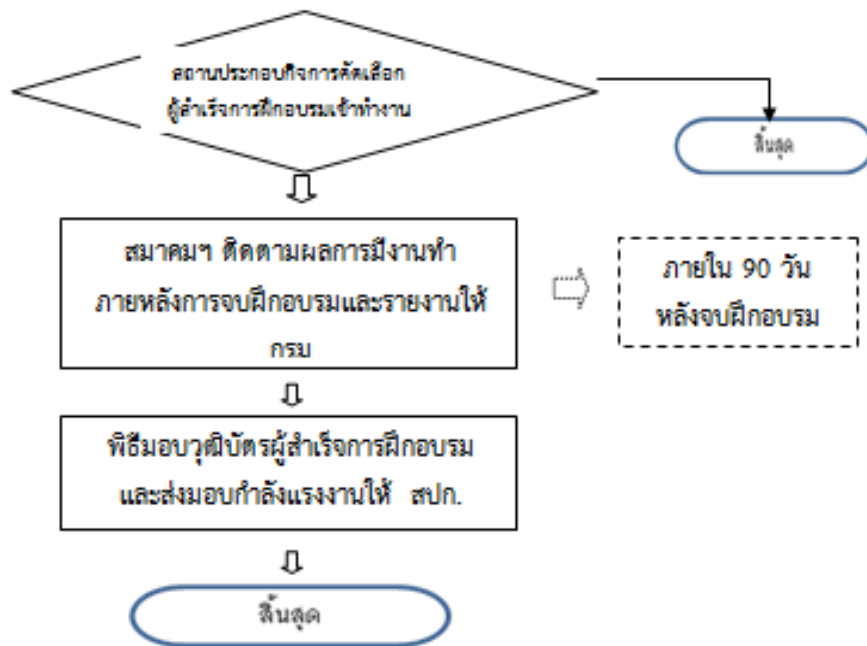 สถานประกอบกิจการคัดเลือก
ผู้สำเร็จการฝึกอบรมเข้าทำงาน
สิ้นสุด
สมาคมฯ ติดตามผลการมีงานทำ
ภายหลังการจบฝึกอบรมและรายงานให้
กรม
ภายใน 90 วัน
หลังจบฝึกอบรม
พิธีมอบวุฒิบัตรผู้สำเร็จการฝึกอบรม
และส่งมอบกำลังแรงงานให้ สปก.
สิ้นสุด